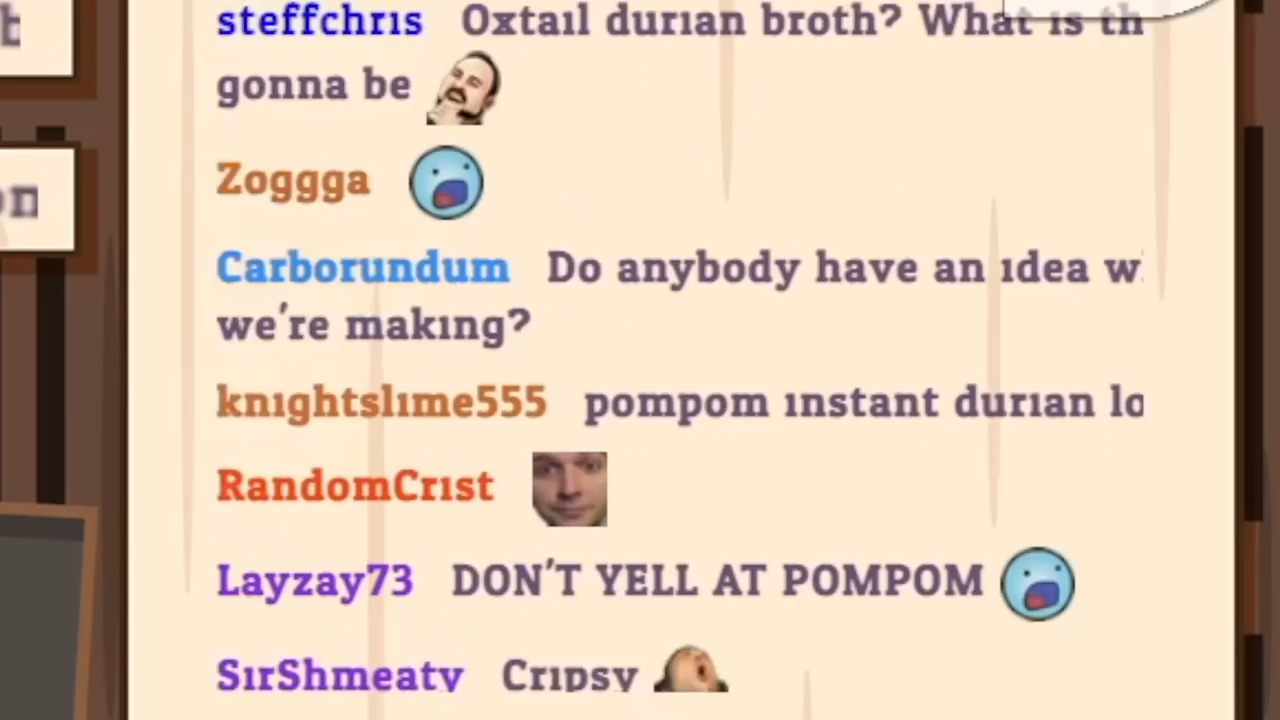 steffchris Oxtail durian broth? What is th
gonna be
Zoggga
Carborundum Do anybody have an idea w
we're making?
knightslime555 pompom instant durian lo
RandomCrist
Layzay73 DON'T YELL AT POMPOM
SirShmeaty Cripsy
on